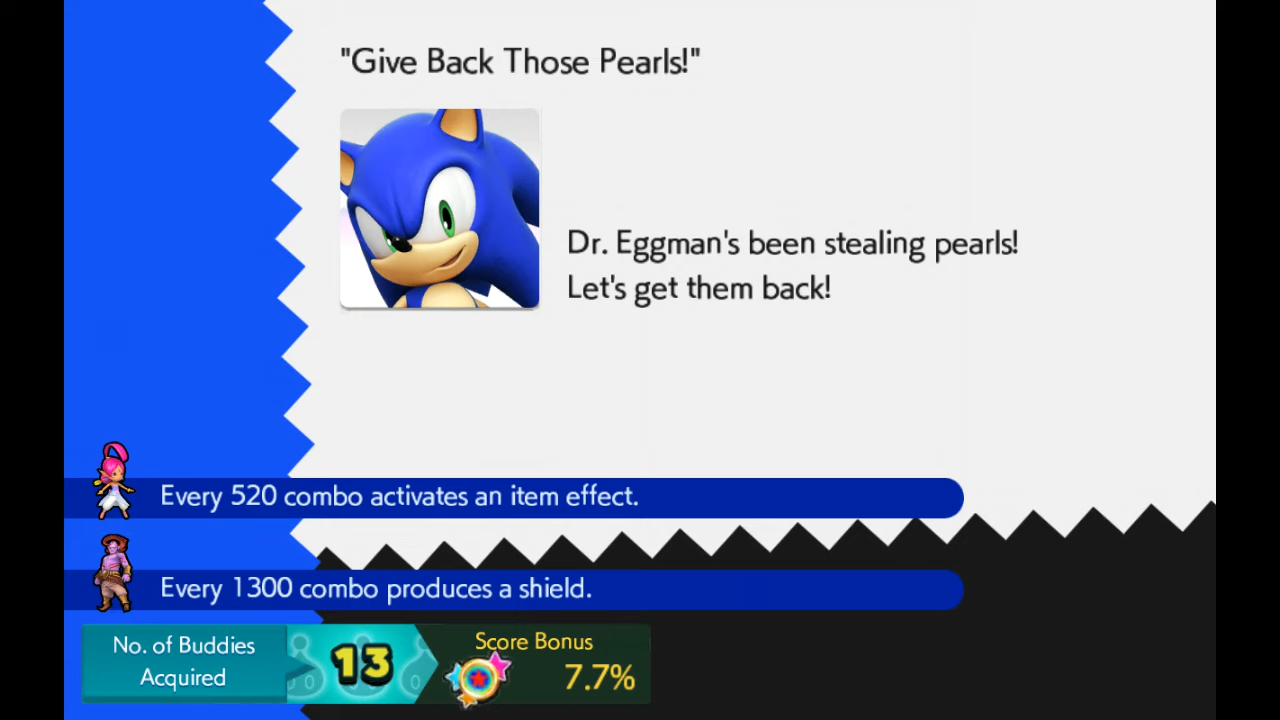 "Give Back Those Pearls!"
Dr. Eggman's been stealing pearls!
Let's get them back!
Every 520 combo activates an item effect.
Every 1300 combo produces a shield.
No. of Buddies
Acquired
13
Score Bonus
7.7%